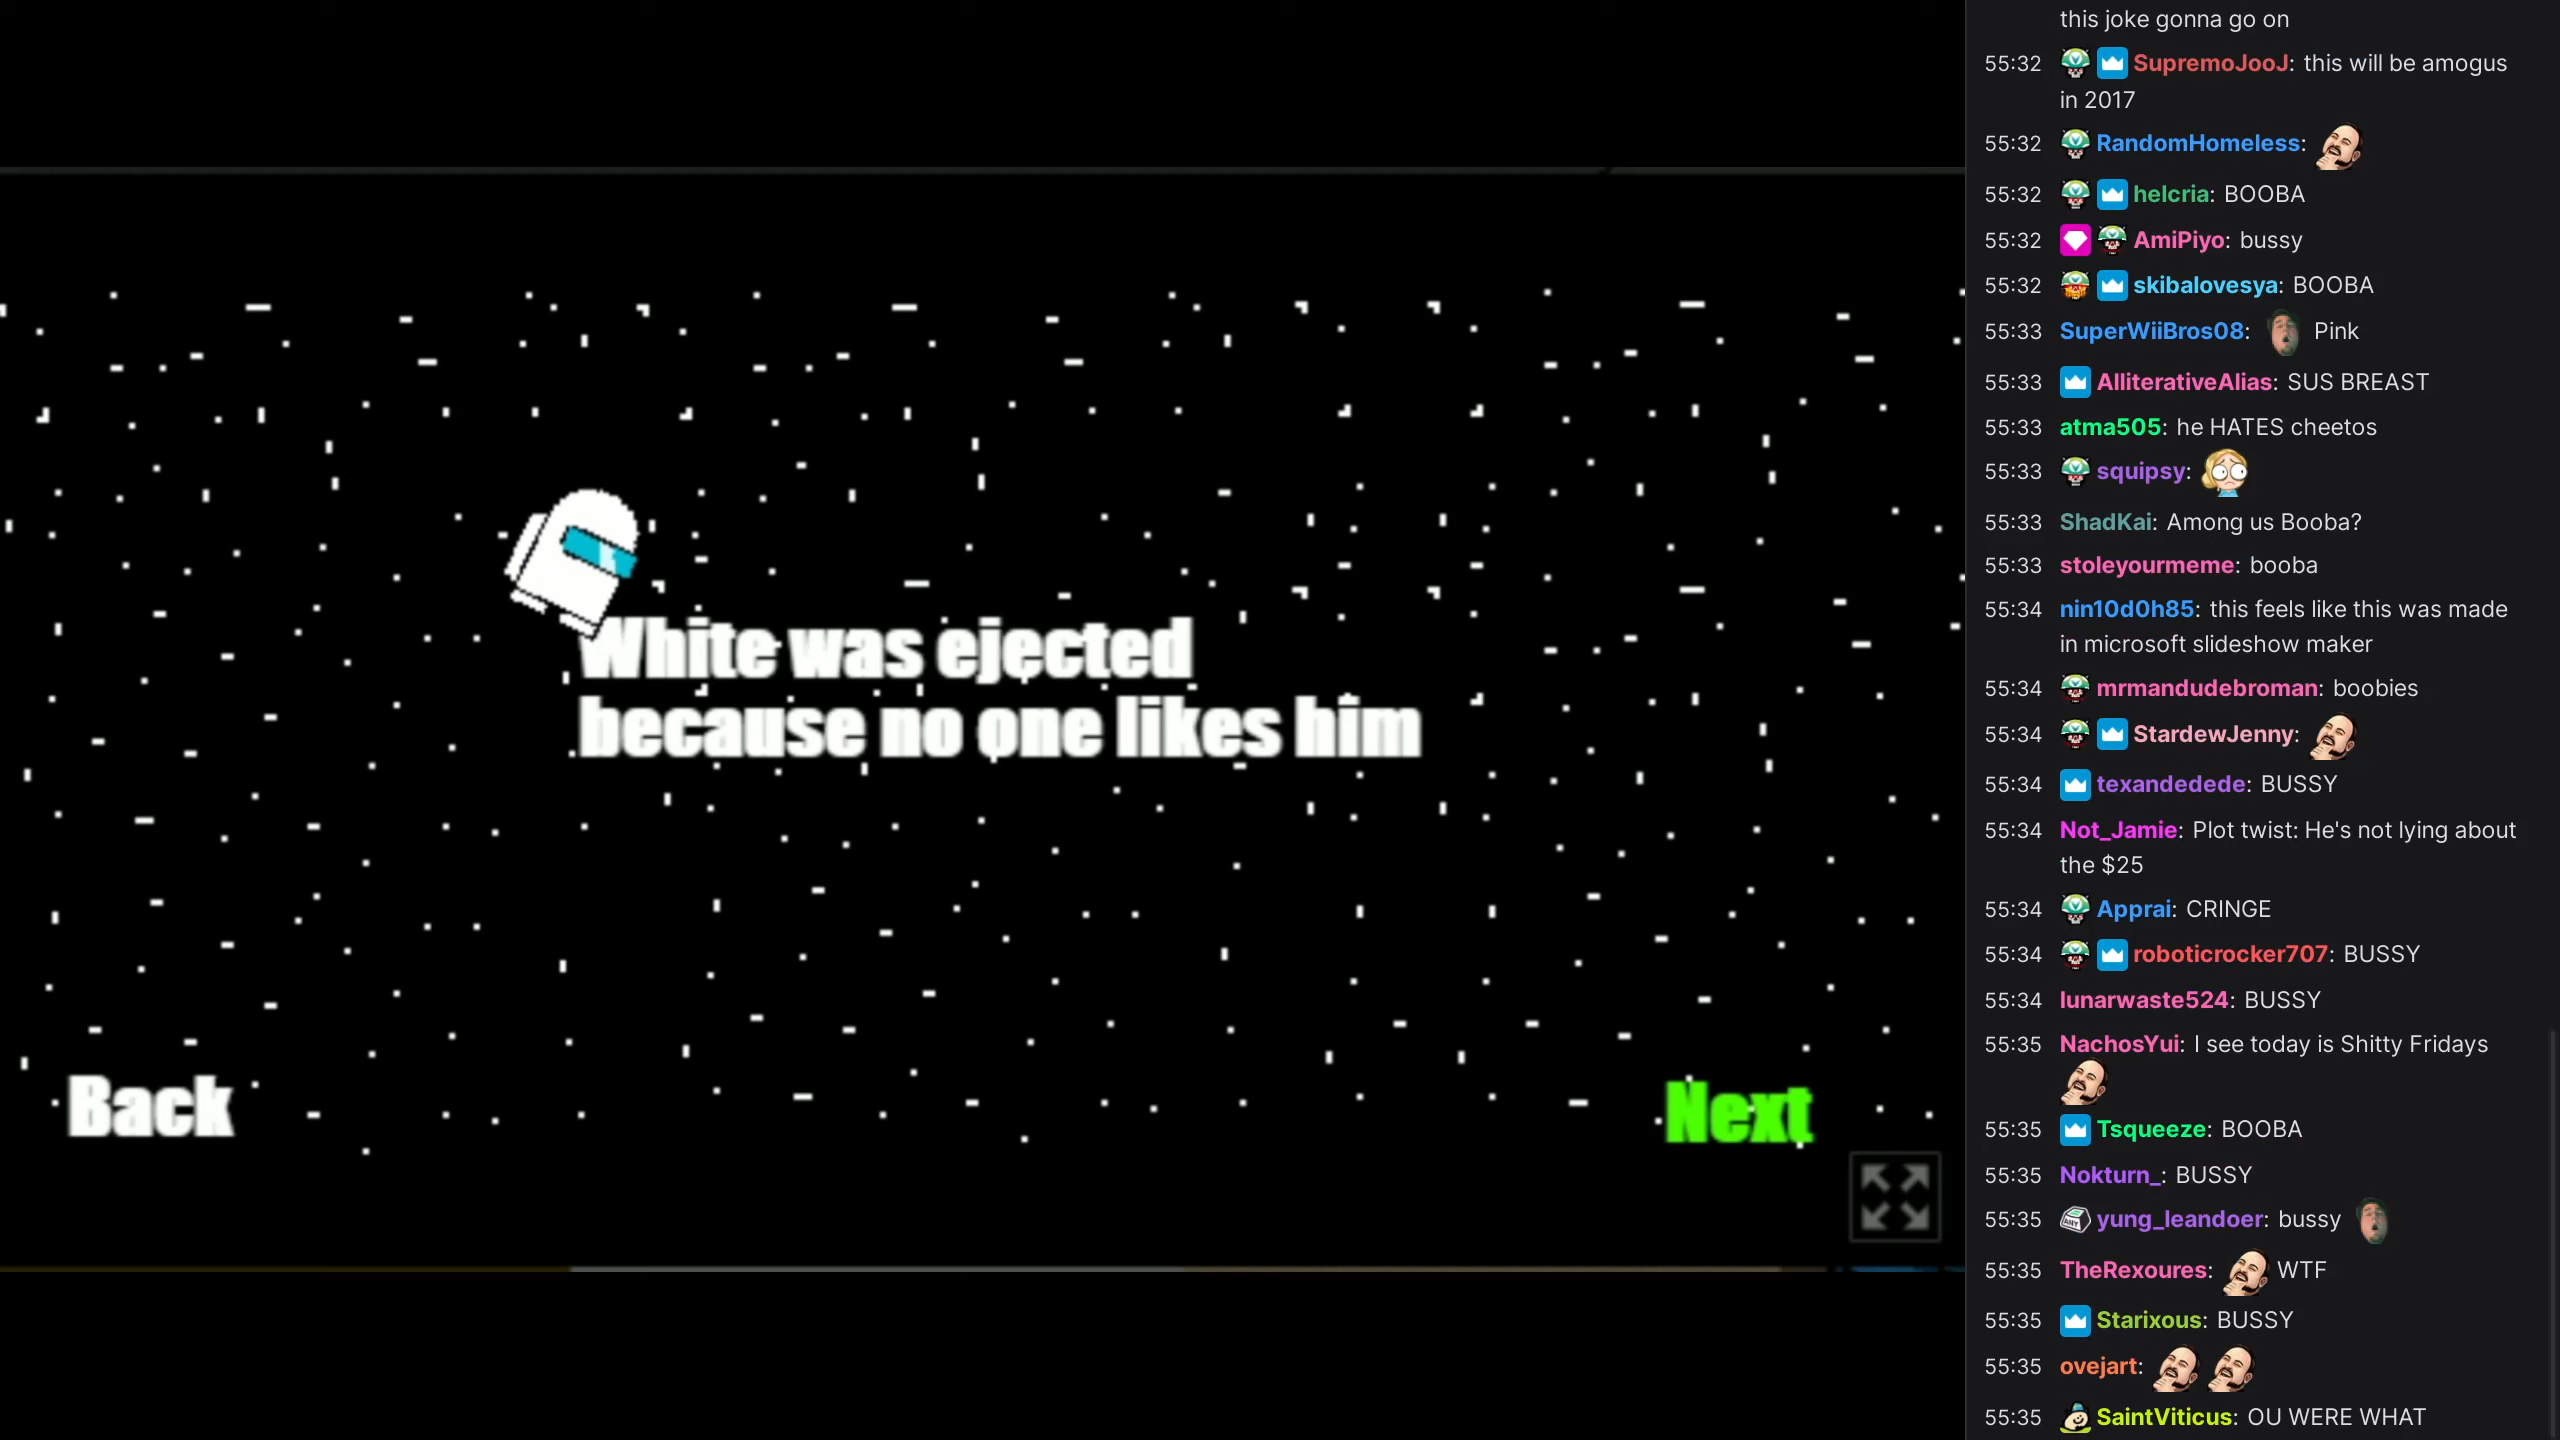 White was ejected
because no one likes him
Back
Next
this joke gonna go on
55:32 SupremoJooJ: this will be amogus
in 2017
55:32 RandomHomeless:
55:32 helcria: BOOBA
55:32 AmiPiyo: bussy
55:32 skibalovesya: BOOBA
55:33 SuperWiiBros08: Pink
55:33 AlliterativeAlias: SUS BREAST
55:33 atma505: he HATES cheetos
55:33 squipsy:
55:33 ShadKai: Among us Booba?
55:33 stoleyourmeme: booba
55:34 nin10d0h85: this feels like this was made
in microsoft slideshow maker
55:34 mrmandudebroman: boobies
55:34 StardewJenny:
55:34 texandedede: BUSSY
55:34 Not_Jamie: Plot twist: He's not lying about
the $25
55:34 Apprai: CRINGE
55:34 roboticrocker707: BUSSY
55:34 lunarwaste524: BUSSY
55:35 NachosYui: I see today is Shitty Fridays
55:35 Tsqueeze: BOOBA
55:35 Nokturn_: BUSSY
55:35 yung_leandoer: bussy
55:35 TheRexoures: WTF
55:35 Starixous: BUSSY
55:35 ovejart:
55:35 SaintViticus: OU WERE WHAT